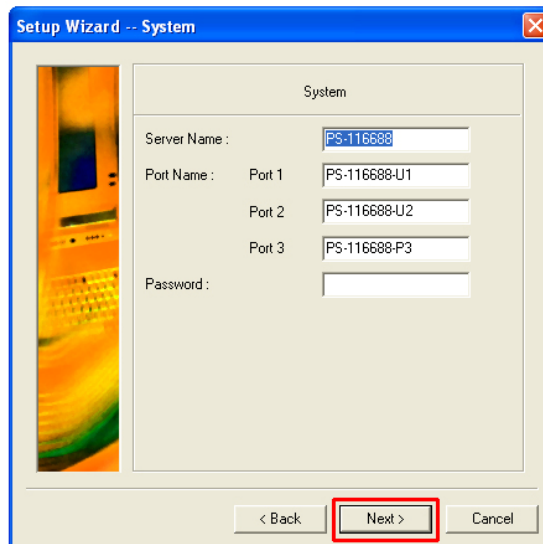 Setup Wizard -- System
System
Server Name : PS-116688
Port Name : Port 1 PS-116688-U1
Port 2 PS-116688-U2
Port 3 PS-116688-P3
Password :
< Back Next > Cancel